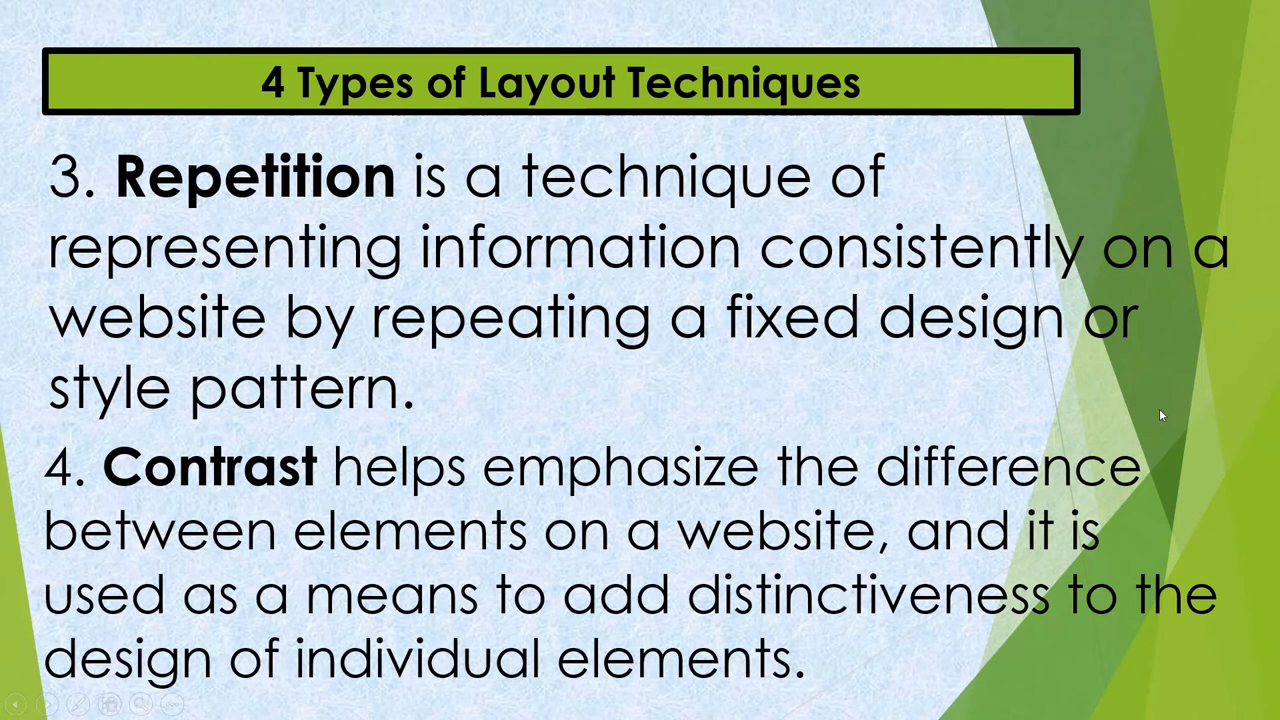 4 Types of Layout Techniques
3. Repetition is a technique of
representing information consistently on a
website by repeating a fixed design or
style pattern.
4. Contrast helps emphasize the difference
between elements on a website, and it is
used as a means to add distinctiveness to the
design of individual elements.